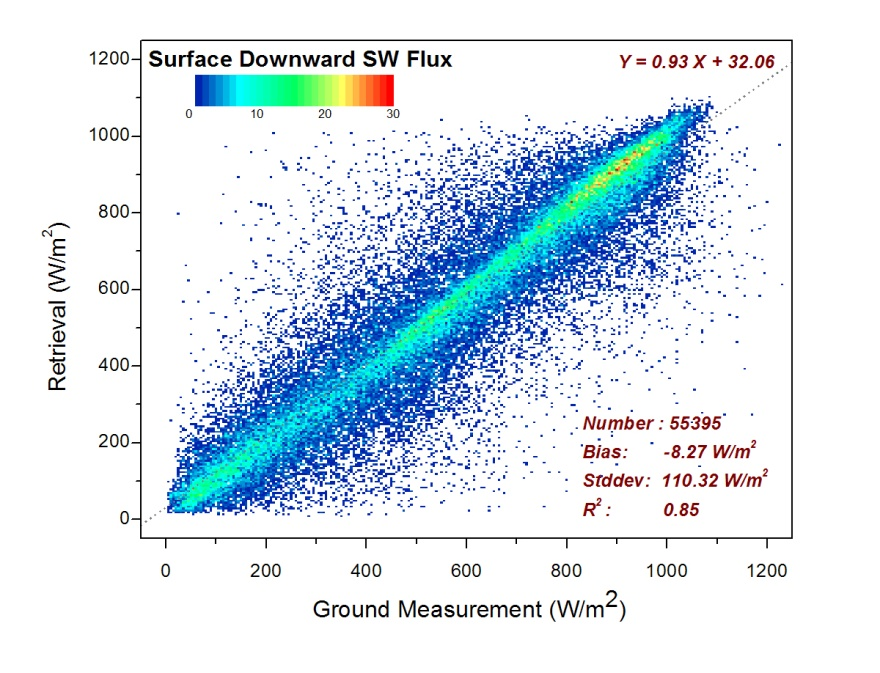 Surface Downward SW Flux
Y = 0.93 X + 32.06
0 10 20 30
1200
1000
800
600
400
200
0
Retrieval (W/m²)
Number : 55395
Bias: -8.27 W/m²
Stddev: 110.32 W/m²
R² : 0.85
0 200 400 600 800 1000 1200
Ground Measurement (W/m²)